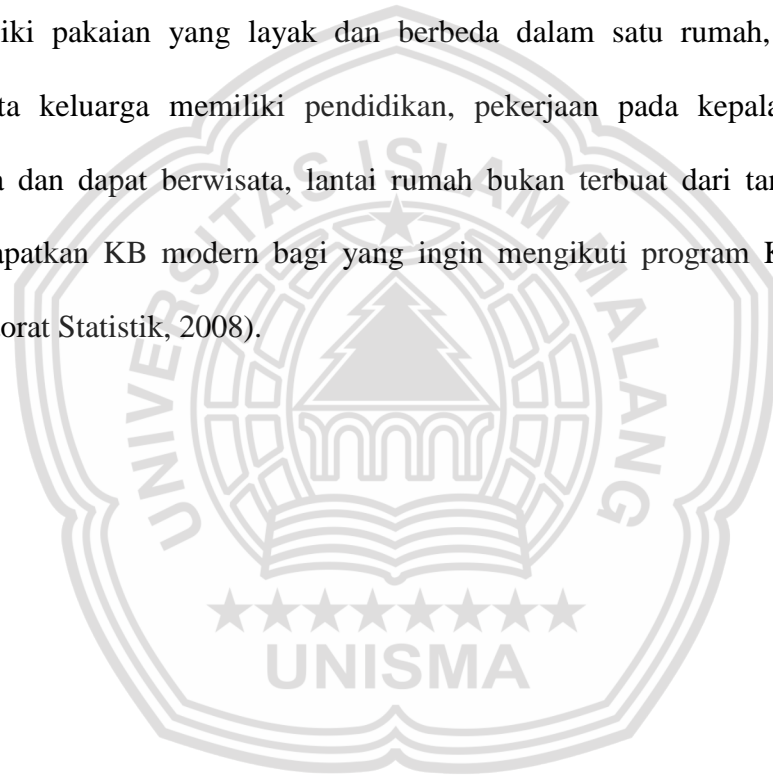 iki pakaian yang layak dan berbeda dalam satu rumah,
ta keluarga memiliki pendidikan, pekerjaan pada kepala
dan dapat berwisata, lantai rumah bukan terbuat dari
apatkan KB modern bagi yang ingin mengikuti program
orat Statistik, 2008).
UNIVERSITAS ISLAM MALANG
UNISMA